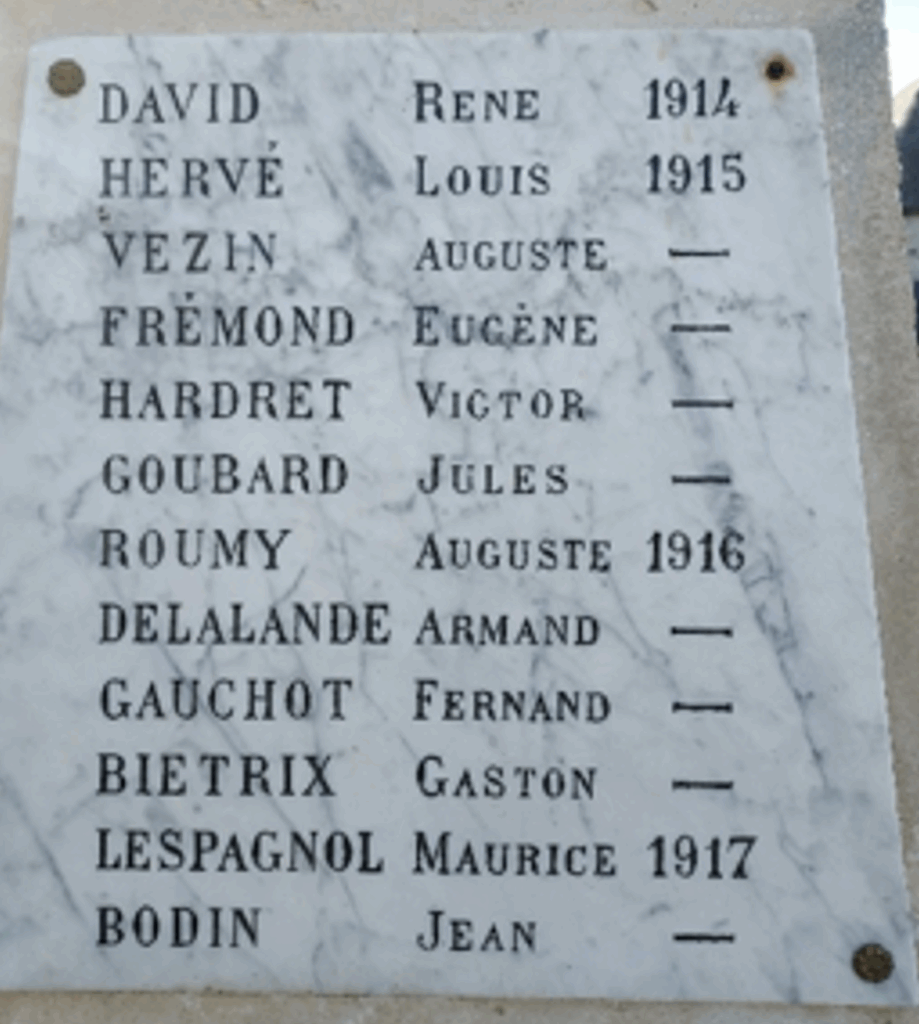 DAVID RENE 1914
HERVÉ LOUIS 1915
VEZIN AUGUSTE —
FRÉMOND EUGÈNE —
HARDRET VICTOR —
GOUBARD JULES —
ROUMY AUGUSTE 1916
DELALANDE ARMAND —
GAUCHOT FERNAND —
BIETRIX GASTON —
LESPAGNOL MAURICE 1917
BODIN JEAN —